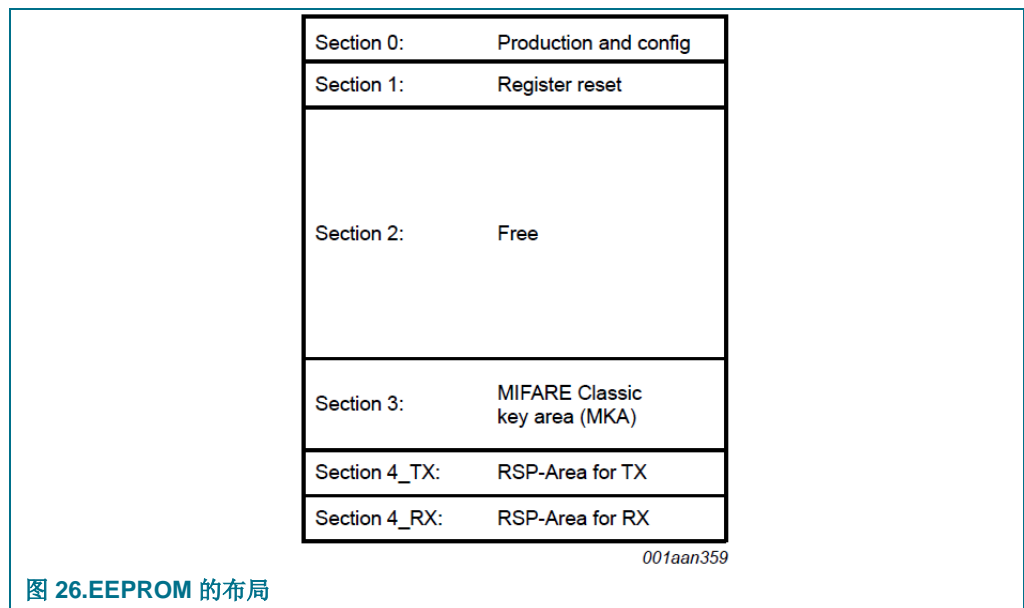 Section 0: Production and config
Section 1: Register reset
Section 2: Free
Section 3: MIFARE Classic
key area (MKA)
Section 4_TX: RSP-Area for TX
Section 4_RX: RSP-Area for RX
001aan359
图 26.EEPROM 的布局